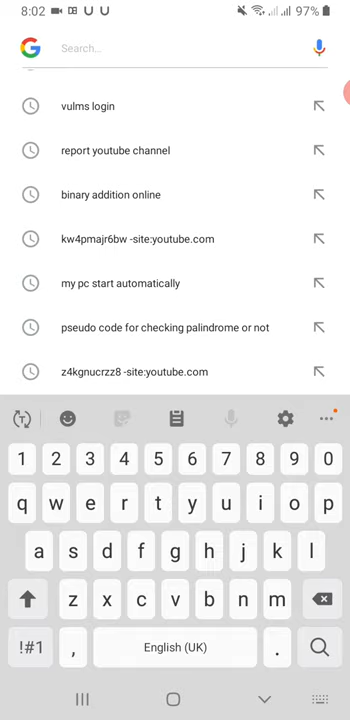 8:02 97%
Search...
vulms login
report youtube channel
binary addition online
kw4pmajr6bw -site:youtube.com
my pc start automatically
pseudo code for checking palindrome or not
z4kgnucrzz8 -site:youtube.com
1 2 3 4 5 6 7 8 9 0
q w e r t y u i o p
a s d f g h j k l
z x c v b n m
!#1 , English (UK) .